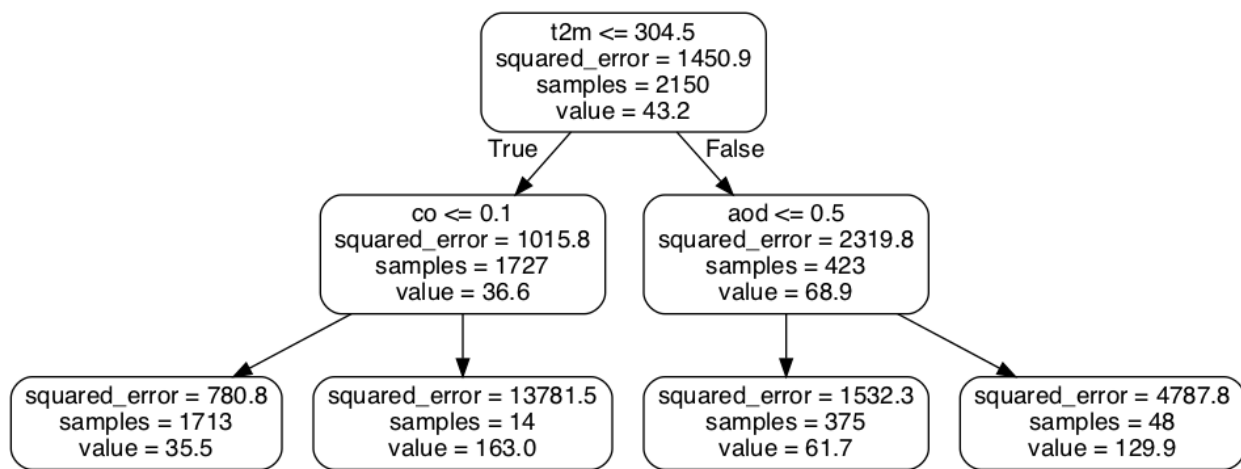 t2m <= 304.5
squared_error = 1450.9
samples = 2150
value = 43.2
True
False
co <= 0.1
squared_error = 1015.8
samples = 1727
value = 36.6
aod <= 0.5
squared_error = 2319.8
samples = 423
value = 68.9
squared_error = 780.8
samples = 1713
value = 35.5
squared_error = 13781.5
samples = 14
value = 163.0
squared_error = 1532.3
samples = 375
value = 61.7
squared_error = 4787.8
samples = 48
value = 129.9